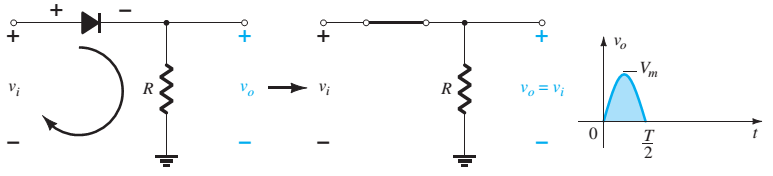 + −
+ + + +
v_i R v_o v_i R v_o = v_i
− − − −
v_o
V_m
0 T/2 t